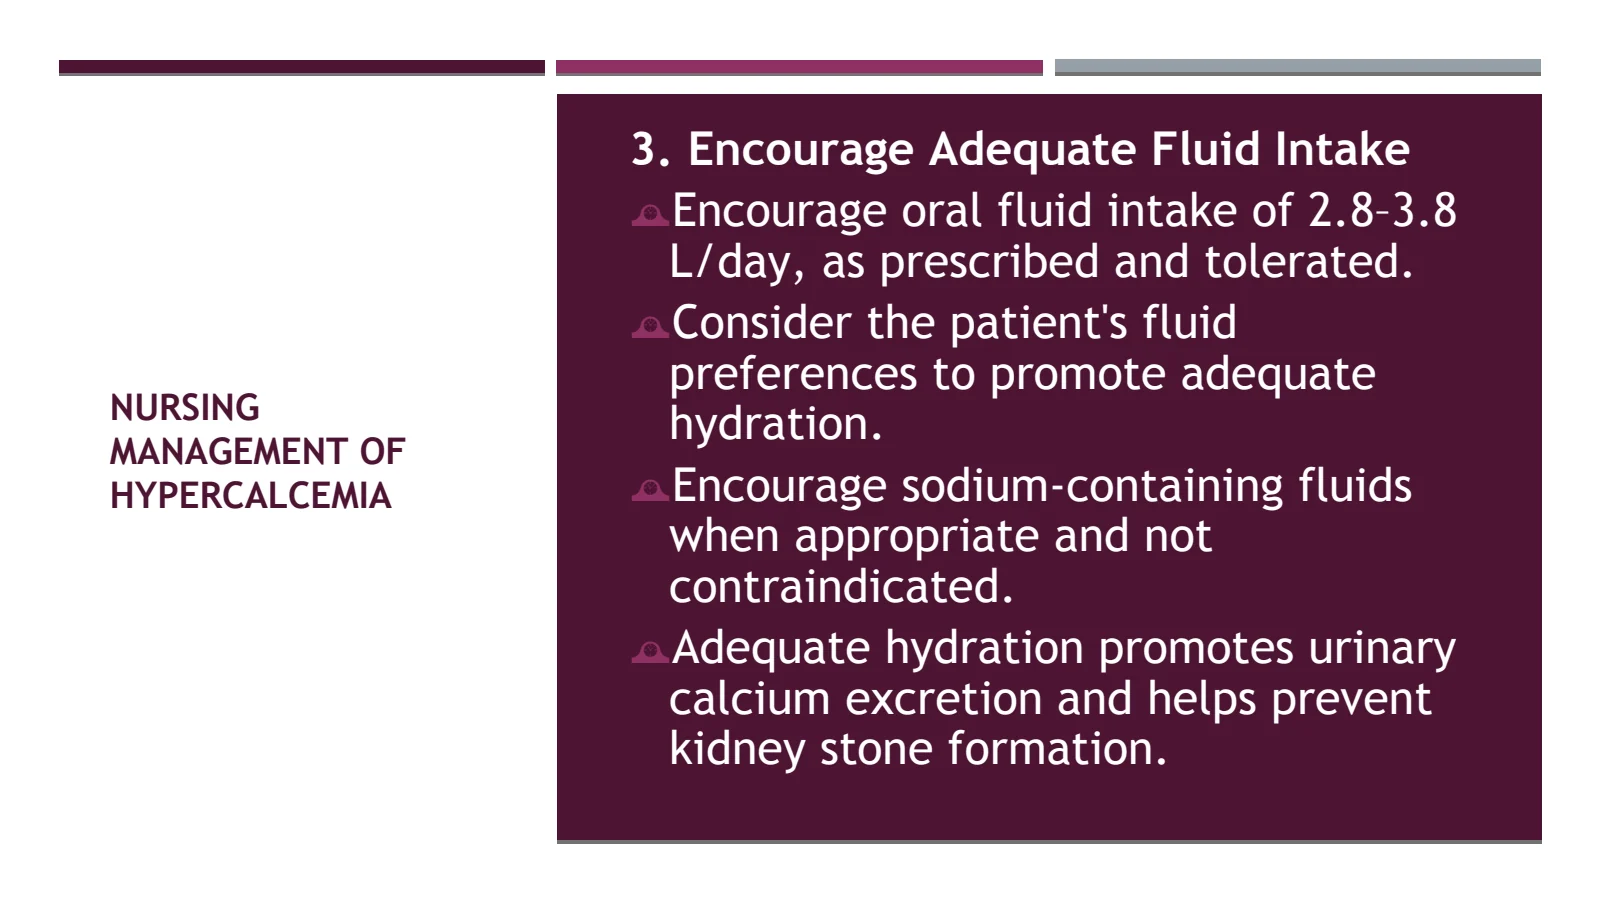 NURSING
MANAGEMENT OF
HYPERCALCEMIA
3. Encourage Adequate Fluid Intake
Encourage oral fluid intake of 2.8–3.8
L/day, as prescribed and tolerated.
Consider the patient's fluid
preferences to promote adequate
hydration.
Encourage sodium-containing fluids
when appropriate and not
contraindicated.
Adequate hydration promotes urinary
calcium excretion and helps prevent
kidney stone formation.